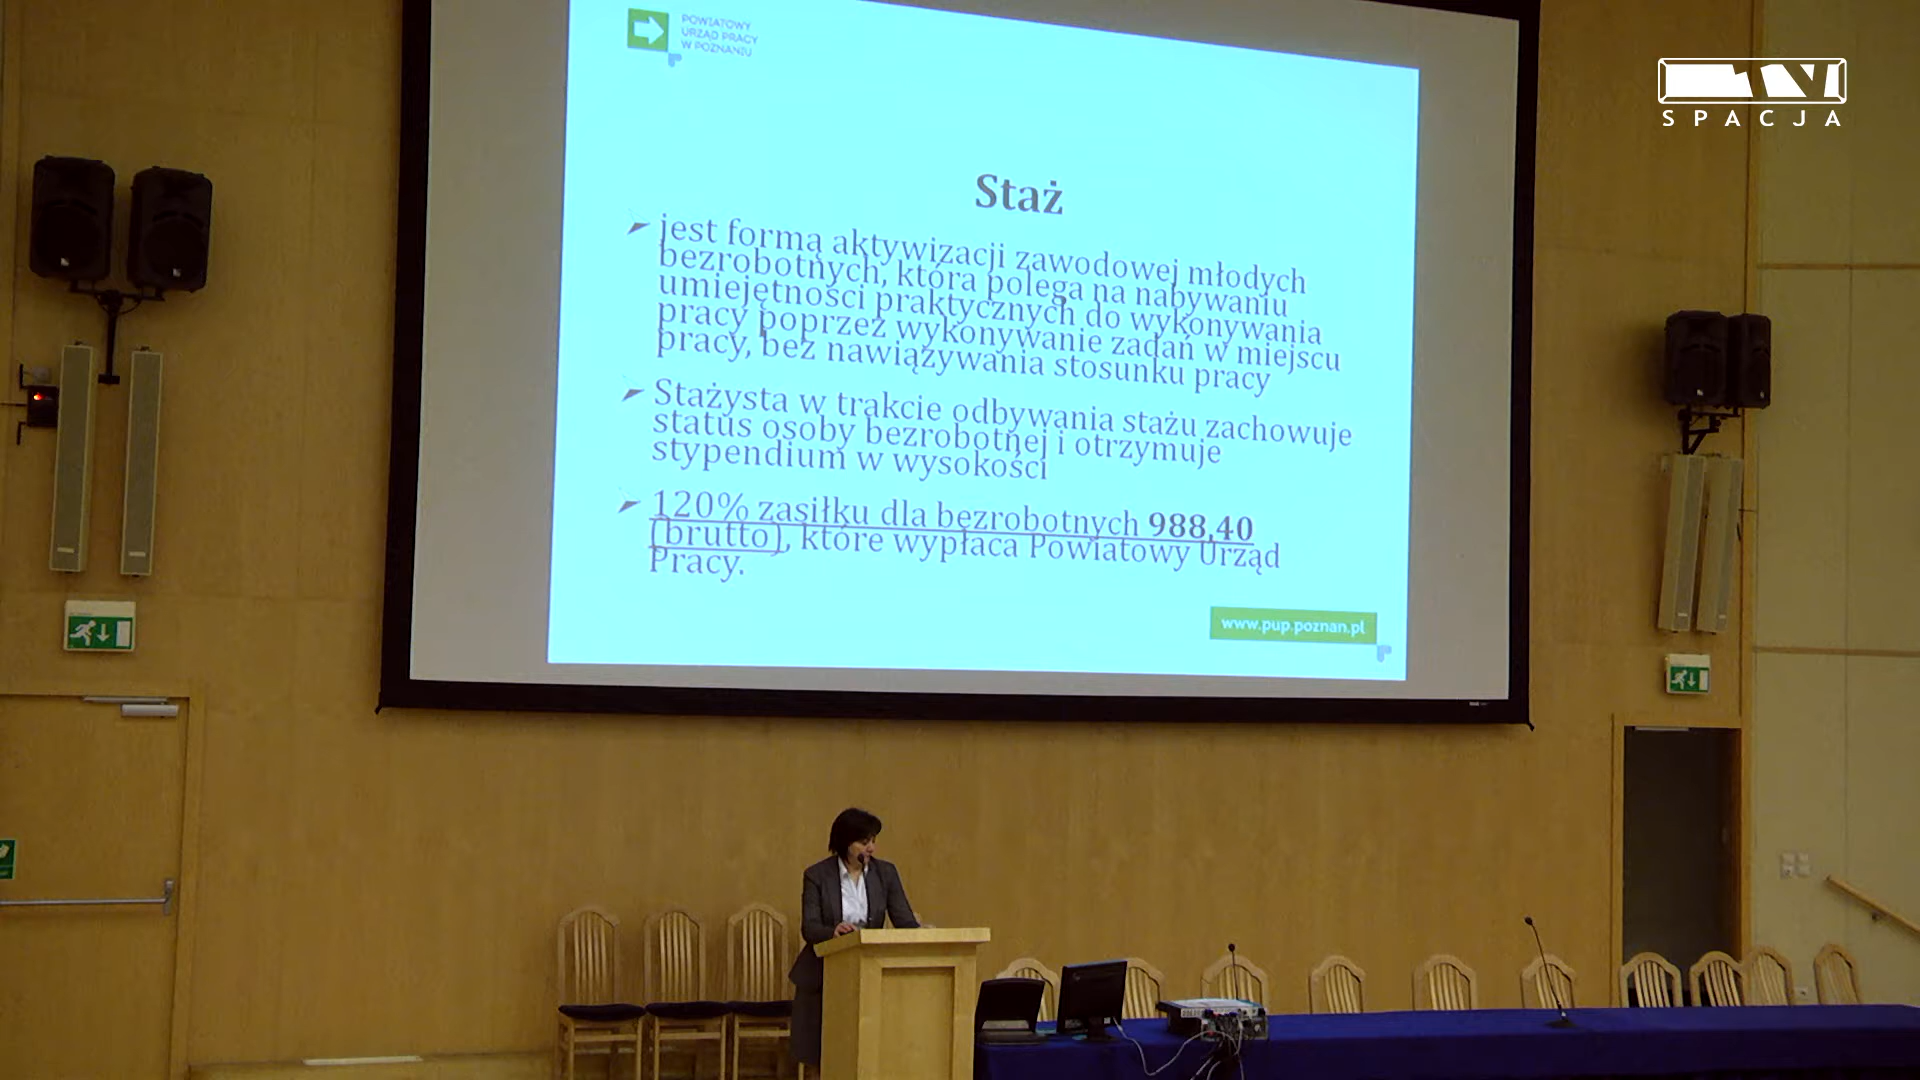 POWIATOWY
URZĄD PRACY
W POZNANIU
SPACJA
Staż
jest formą aktywizacji zawodowej młodych
bezrobotnych, która polega na nabywaniu
umiejętności praktycznych do wykonywania
pracy poprzez wykonywanie zadań w miejscu
pracy, bez nawiązywania stosunku pracy
Stażysta w trakcie odbywania stażu zachowuje
status osoby bezrobotnej i otrzymuje
stypendium w wysokości
120% zasiłku dla bezrobotnych 988,40
(brutto), które wypłaca Powiatowy Urząd
Pracy.
www.pup.poznan.pl